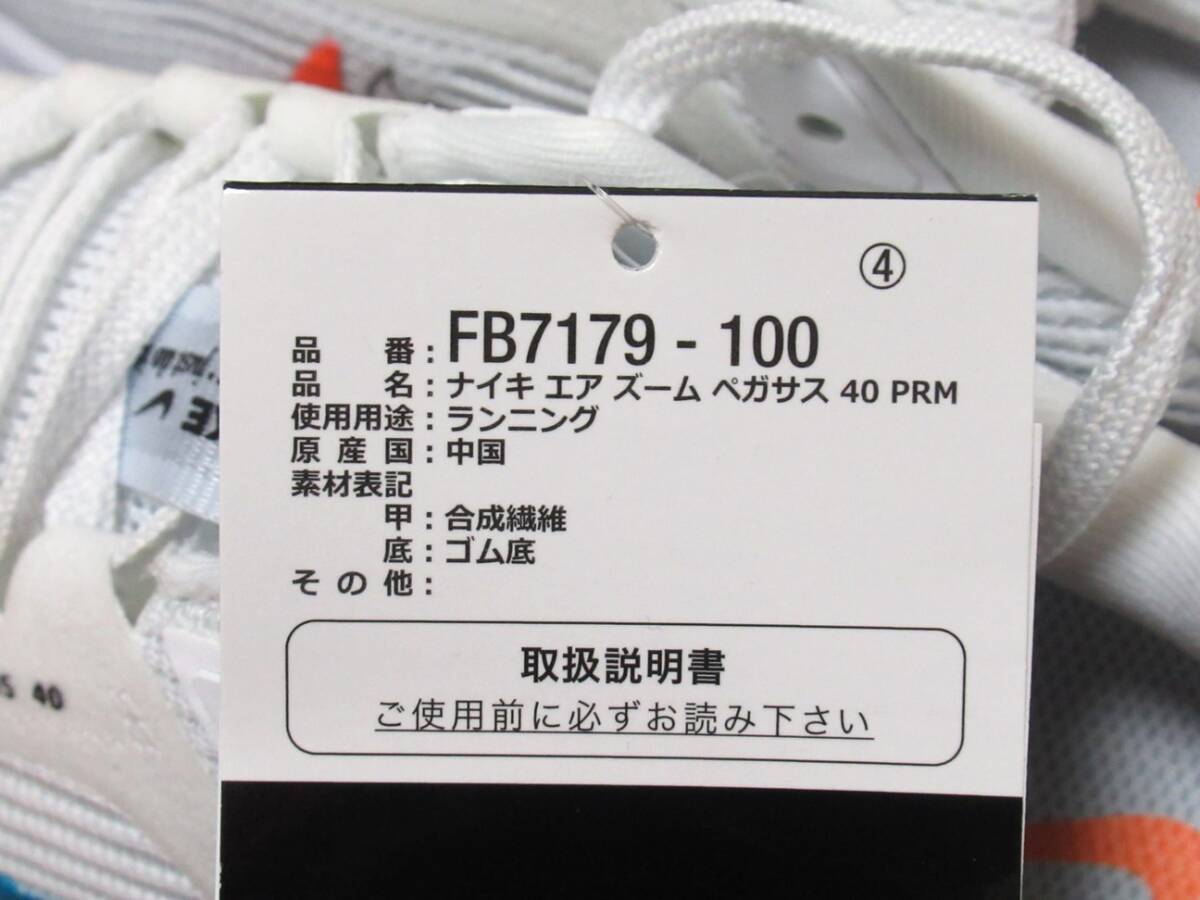 ④
品番:FB7179-100
品名:ナイキ エア ズーム ペガサス 40 PRM
使用用途:ランニング
原産国:中国
素材表記
甲:合成繊維
底:ゴム底
その他:
取扱説明書
ご使用前に必ずお読み下さい
40